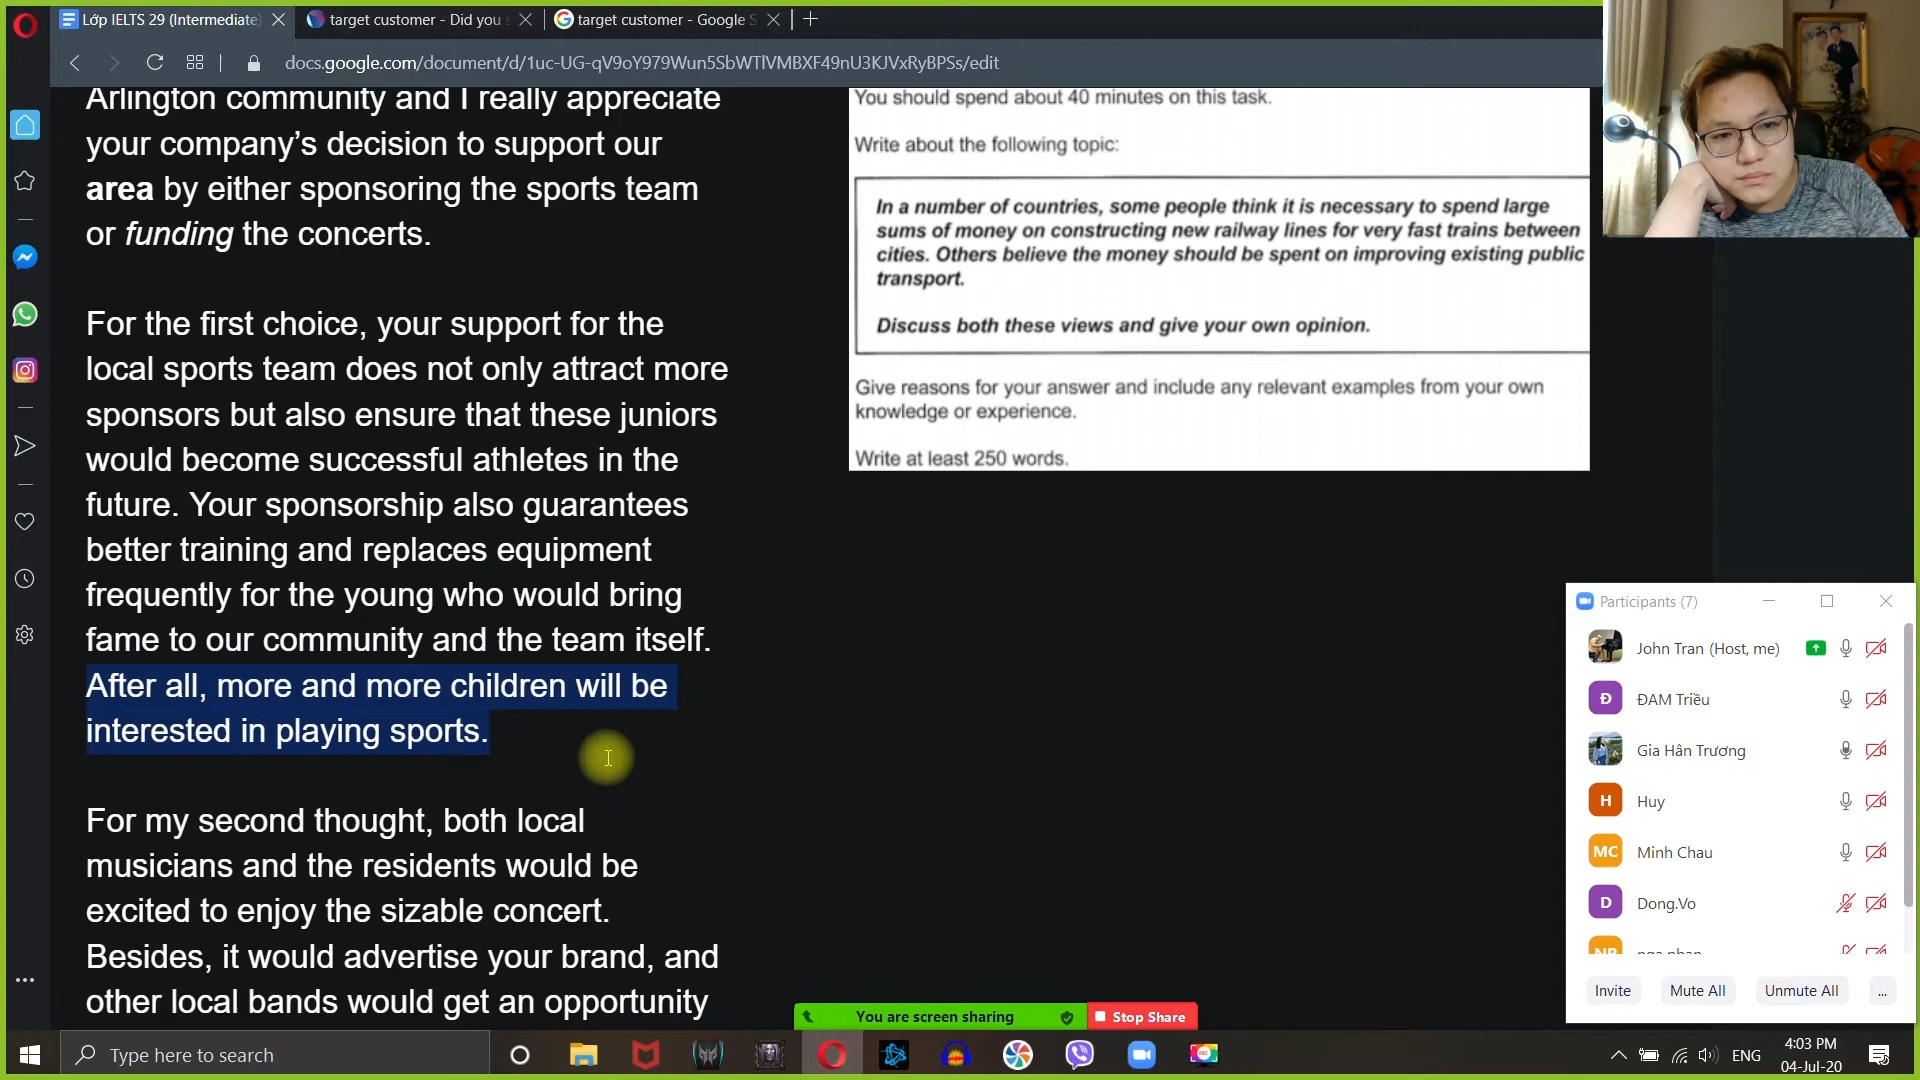 Lớp IELTS 29 (Intermediate)
target customer - Did you
target customer - Google S
docs.google.com/document/d/1uc-UG-qV9oY979Wun5SbWTlVMBXF49nU3KJVxRyBPSs/edit
Arlington community and I really appreciate
your company’s decision to support our
area by either sponsoring the sports team
or funding the concerts.
For the first choice, your support for the
local sports team does not only attract more
sponsors but also ensure that these juniors
would become successful athletes in the
future. Your sponsorship also guarantees
better training and replaces equipment
frequently for the young who would bring
fame to our community and the team itself.
After all, more and more children will be
interested in playing sports.
For my second thought, both local
musicians and the residents would be
excited to enjoy the sizable concert.
Besides, it would advertise your brand, and
other local bands would get an opportunity
You should spend about 40 minutes on this task.
Write about the following topic:
In a number of countries, some people think it is necessary to spend large
sums of money on constructing new railway lines for very fast trains between
cities. Others believe the money should be spent on improving existing public
transport.
Discuss both these views and give your own opinion.
Give reasons for your answer and include any relevant examples from your own
knowledge or experience.
Write at least 250 words.
Participants (7)
John Tran (Host, me)
Đ ĐAM Triều
Gia Hân Trương
H Huy
MC Minh Chau
D Dong.Vo
NP nga phan
Invite
Mute All
Unmute All
...
You are screen sharing
Stop Share
Type here to search
ENG
4:03 PM
04-Jul-20